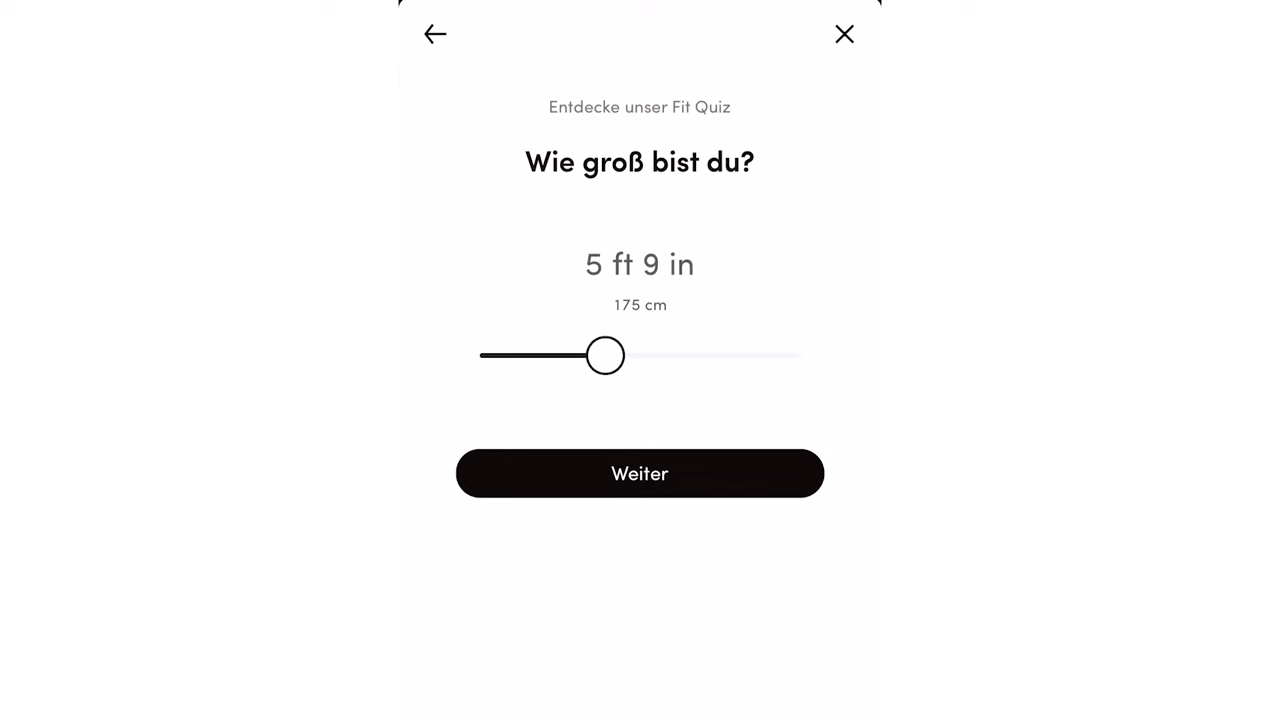 Entdecke unser Fit Quiz
Wie groß bist du?
5 ft 9 in
175 cm
Weiter